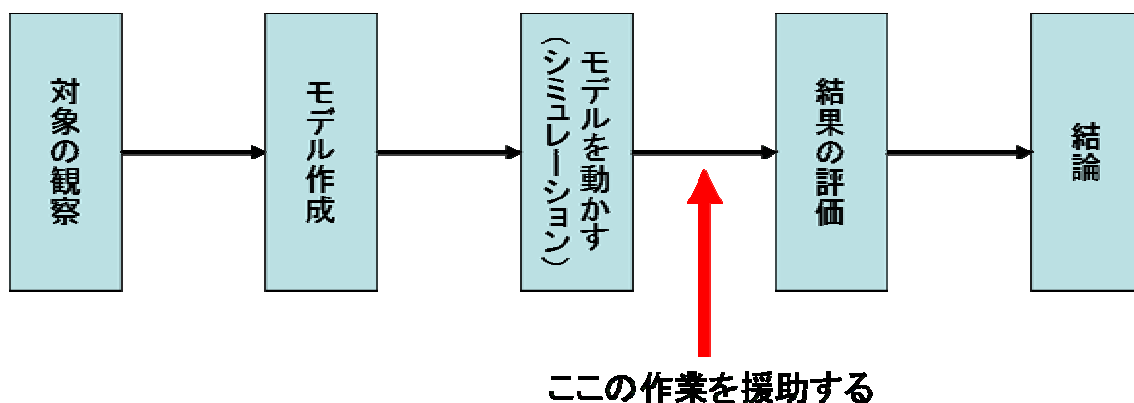 対象の観察
モデル作成
モデルを動かす
(シミュレーション)
結果の評価
結論
ここの作業を援助する